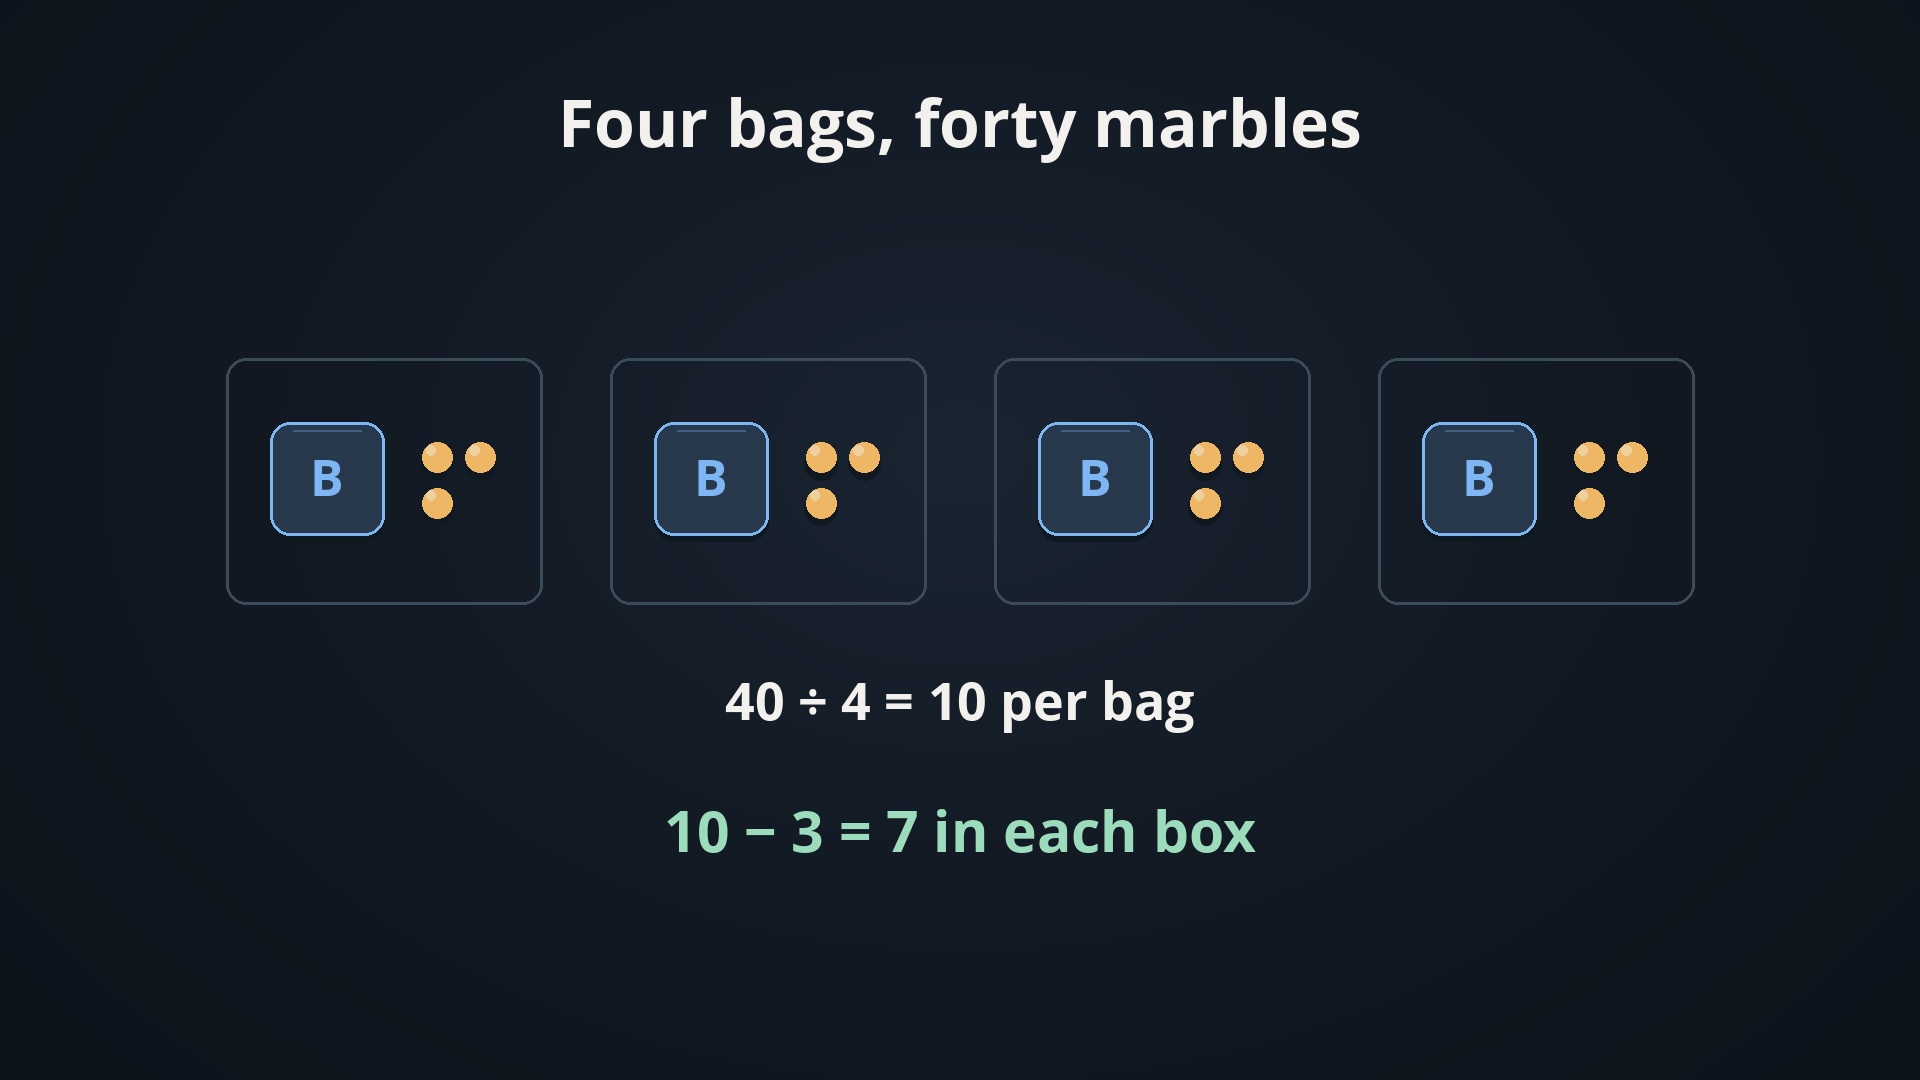 Four bags, forty marbles
B B B B
40 ÷ 4 = 10 per bag
10 − 3 = 7 in each box